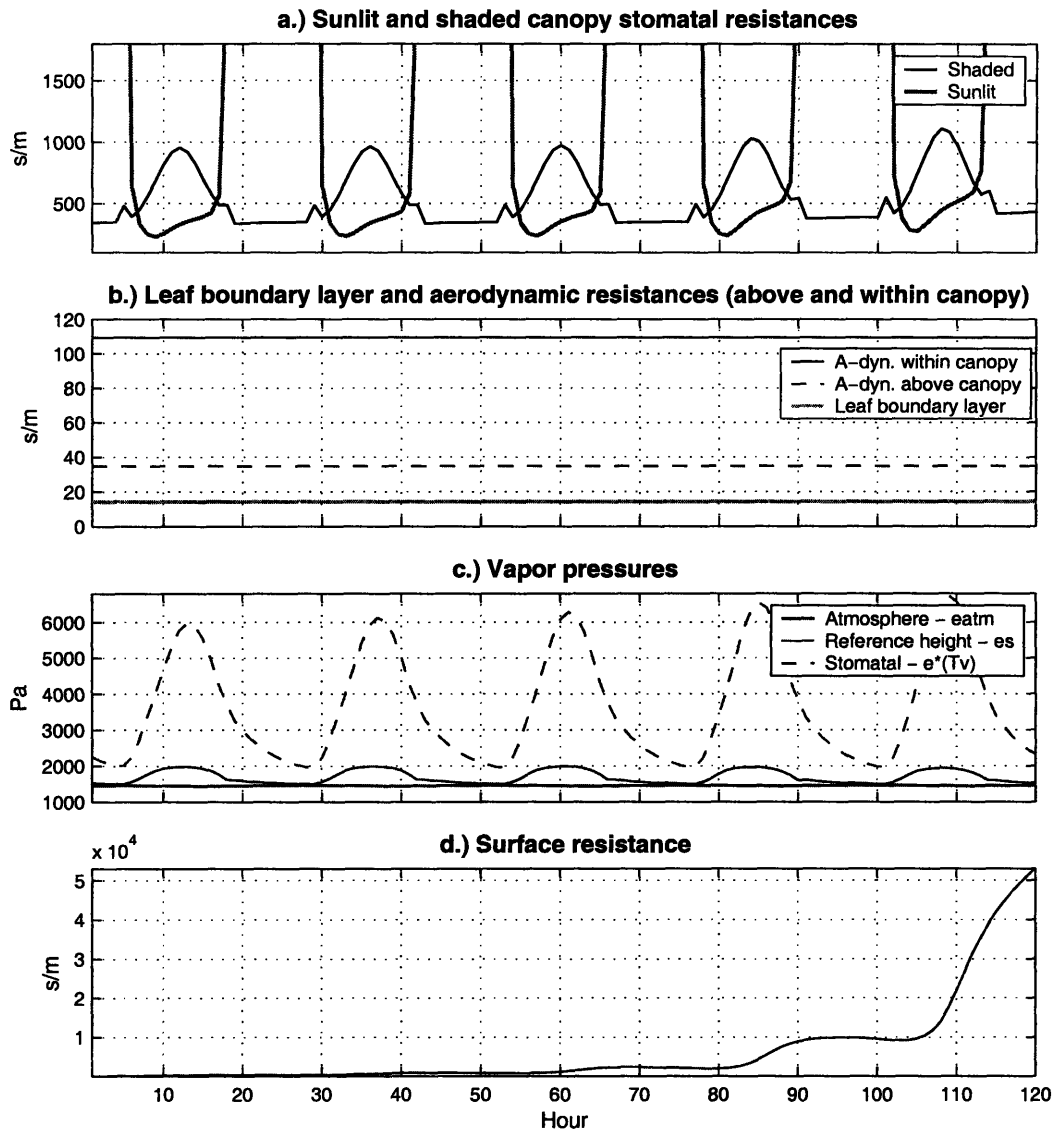 a.) Sunlit and shaded canopy stomatal resistances
1500
1000
500
s/m
Shaded
Sunlit
b.) Leaf boundary layer and aerodynamic resistances (above and within canopy)
120
100
80
60
40
20
0
s/m
A-dyn. within canopy
A-dyn. above canopy
Leaf boundary layer
c.) Vapor pressures
6000
5000
4000
3000
2000
1000
Pa
Atmosphere - eatm
Reference height - es
Stomatal - e*(Tv)
d.) Surface resistance
x 10^4
5
4
3
2
1
s/m
10 20 30 40 50 60 70 80 90 100 110 120
Hour